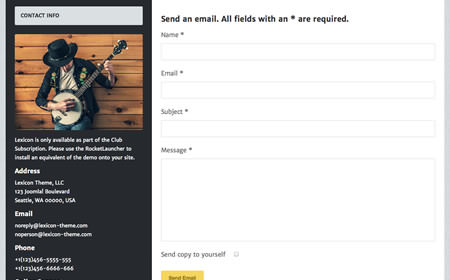 CONTACT INFO
Lexicon is only available as part of the Club
Subscription. Please use the RocketLauncher to
install an equivalent of the demo onto your site.
Address
Lexicon Theme, LLC
123 Joomla! Boulevard
Seattle, WA 00000, USA
Email
noreply@lexicon-theme.com
noperson@lexicon-theme.com
Phone
+1(123)456-5555-555
+1(123)456-6666-666
Send an email. All fields with an * are required.
Name *
Email *
Subject *
Message *
Send copy to yourself
Send Email